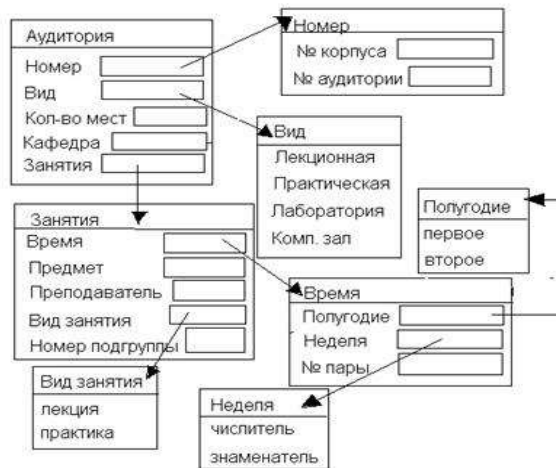 Аудитория
Номер
Вид
Кол-во мест
Кафедра
Занятия
Номер
№ корпуса
№ аудитории
Вид
Лекционная
Практическая
Лаборатория
Комп. зал
Полугодие
первое
второе
Занятия
Время
Предмет
Преподаватель
Вид занятия
Номер подгруппы
Время
Полугодие
Неделя
№ пары
Вид занятия
лекция
практика
Неделя
числитель
знаменатель